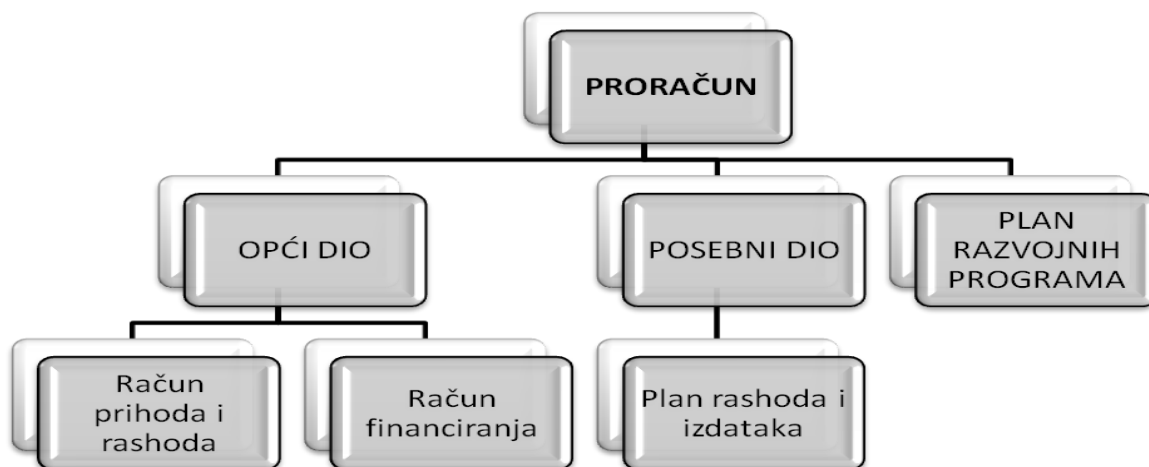 PRORAČUN
OPĆI DIO
POSEBNI DIO
PLAN
RAZVOJNIH
PROGRAMA
Račun
prihoda i
rashoda
Račun
financiranja
Plan rashoda i
izdataka